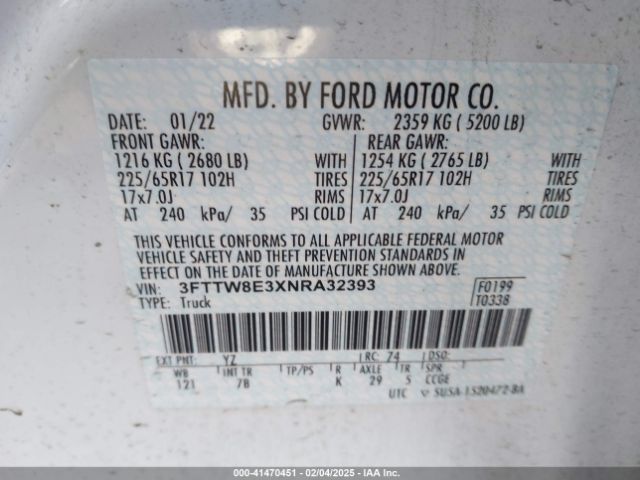 MFD. BY FORD MOTOR CO.
DATE: 01/22 GVWR: 2359 KG ( 5200 LB)
FRONT GAWR: REAR GAWR:
1216 KG ( 2680 LB) WITH 1254 KG ( 2765 LB) WITH
225/65R17 102H TIRES 225/65R17 102H TIRES
17x7.0J RIMS 17x7.0J RIMS
AT 240 kPa/ 35 PSI COLD AT 240 kPa/ 35 PSI COLD
THIS VEHICLE CONFORMS TO ALL APPLICABLE FEDERAL MOTOR
VEHICLE SAFETY AND THEFT PREVENTION STANDARDS IN
EFFECT ON THE DATE OF MANUFACTURE SHOWN ABOVE.
VIN: 3FTTW8E3XNRA32393 F0199
TYPE: Truck T0338
EXT PNT: YZ RC: 74 DSO:
WB INT TR TP/PS R AXLE TR SPR
121 7B K 29 5 CCGE
UTC SUSA-1520472-BA
000-41470451 - 02/04/2025 - IAA Inc.